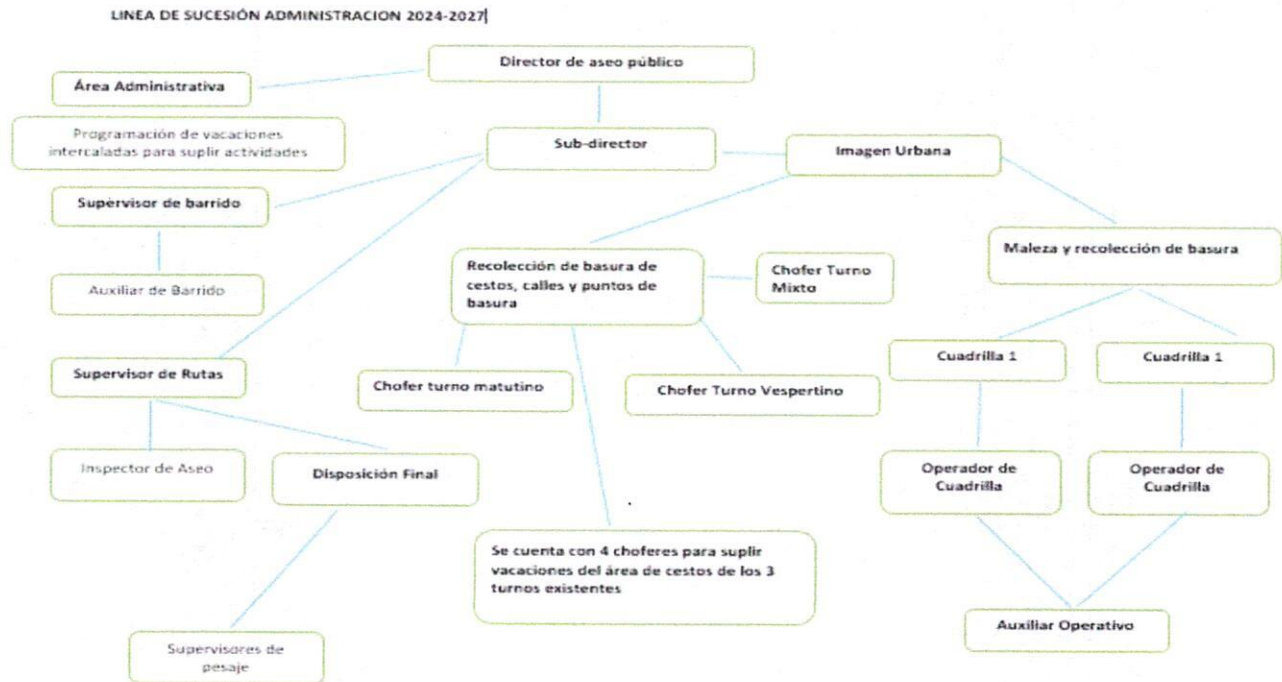 LINEA DE SUCESIÓN ADMINISTRACION 2024-2027
Director de aseo público
Área Administrativa
Programación de vacaciones
intercaladas para suplir actividades
Sub-director
Imagen Urbana
Supervisor de barrido
Maleza y recolección de basura
Recolección de basura de
cestos, calles y puntos de
basura
Chofer Turno
Mixto
Auxiliar de Barrido
Supervisor de Rutas
Chofer turno matutino
Chofer Turno Vespertino
Cuadrilla 1
Cuadrilla 1
Inspector de Aseo
Disposición Final
Operador de
Cuadrilla
Operador de
Cuadrilla
Se cuenta con 4 choferes para suplir
vacaciones del área de cestos de los 3
turnos existentes
Auxiliar Operativo
Supervisores de
pesaje